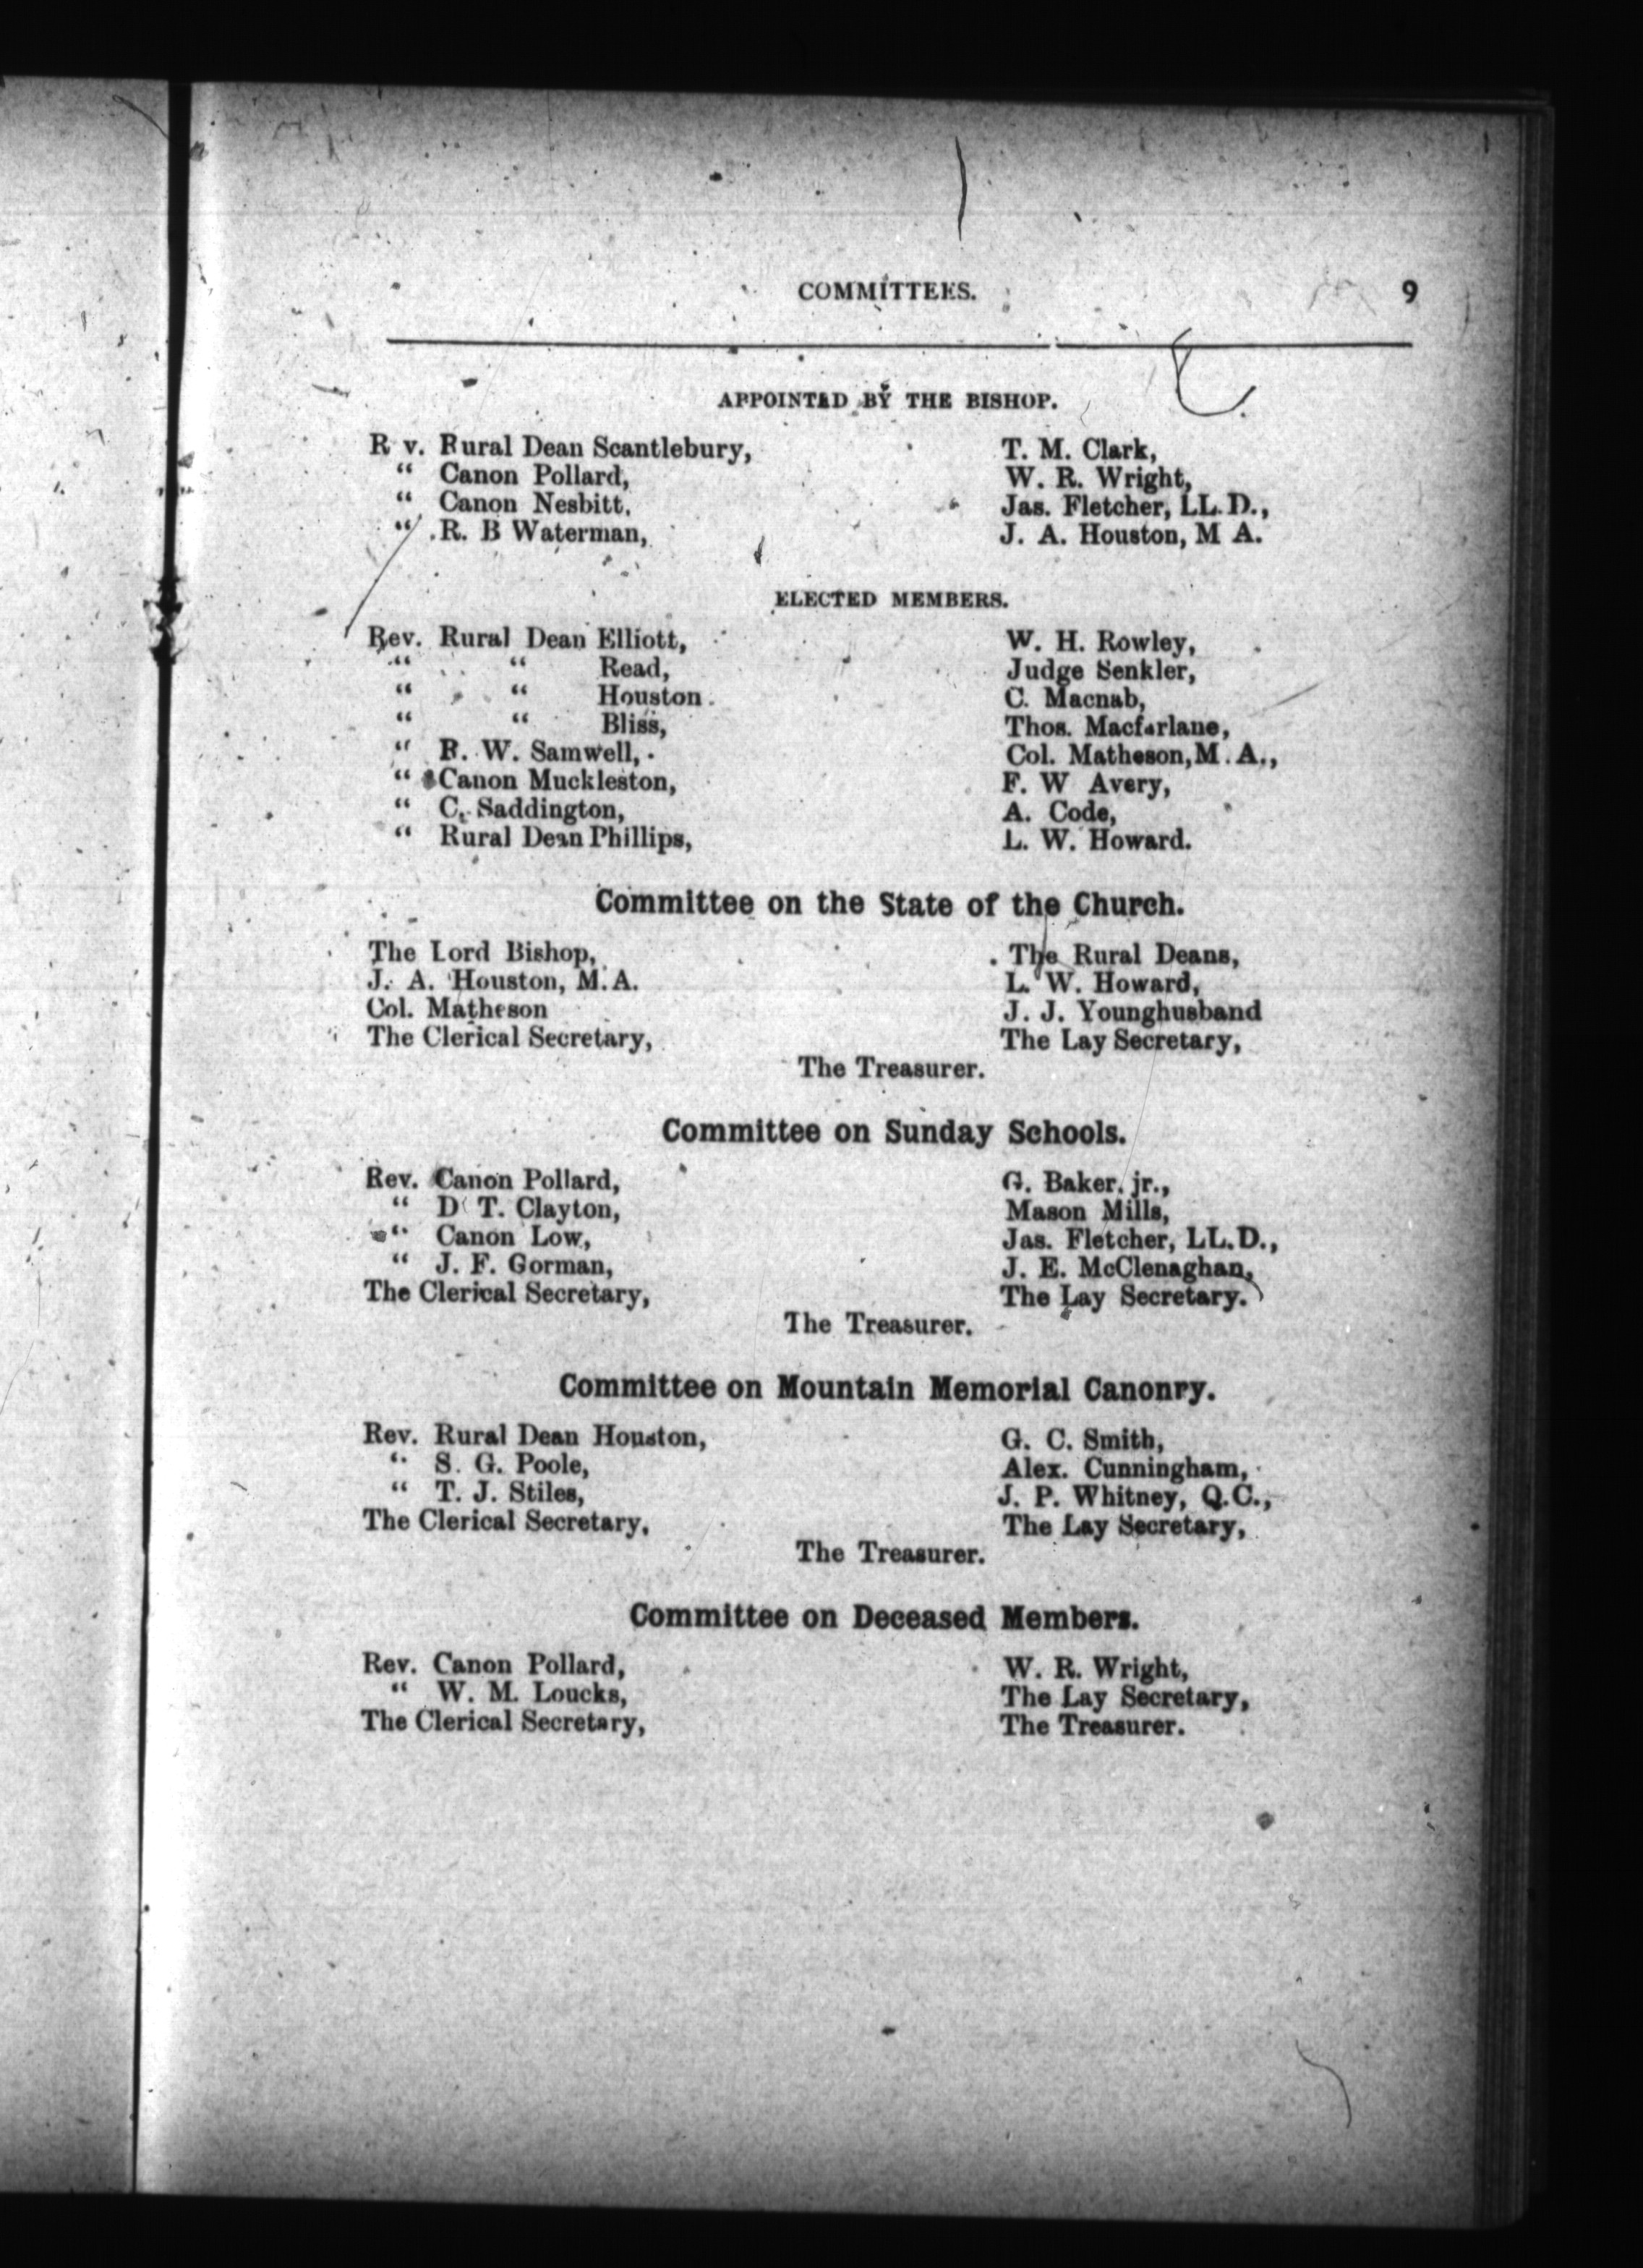 COMMITTEES. 9
APPOINTED BY THE BISHOP.
R v. Rural Dean Scantlebury, T. M. Clark,
“ Canon Pollard, W. R. Wright,
“ Canon Nesbitt, Jas. Fletcher, LL.D.,
“ R. B Waterman, J. A. Houston, M A.
ELECTED MEMBERS.
Rev. Rural Dean Elliott, W. H. Rowley,
“ “ Read, Judge Senkler,
“ “ Houston. C. Macnab,
“ “ Bliss, Thos. Macfarlane,
“ F. W. Samwell, Col. Matheson, M.A.,
“ Canon Muckleston, F. W Avery,
“ C. Saddington, A. Code,
“ Rural Dean Phillips, L. W. Howard.
Committee on the State of the Church.
The Lord Bishop, The Rural Deans,
J. A. Houston, M.A. L. W. Howard,
Col. Matheson J. J. Younghusband
The Clerical Secretary, The Lay Secretary,
The Treasurer.
Committee on Sunday Schools.
Rev. Canon Pollard, G. Baker, jr.,
“ D T. Clayton, Mason Mills,
“ Canon Low, Jas. Fletcher, LL.D.,
“ J. F. Gorman, J. E. McClenaghan,
The Clerical Secretary, The Lay Secretary.
The Treasurer.
Committee on Mountain Memorial Canonry.
Rev. Rural Dean Houston, G. C. Smith,
“ S. G. Poole, Alex. Cunningham,
“ T. J. Stiles, J. P. Whitney, Q.C.,
The Clerical Secretary, The Lay Secretary,
The Treasurer.
Committee on Deceased Members.
Rev. Canon Pollard, W. R. Wright,
“ W. M. Loucks, The Lay Secretary,
The Clerical Secretary, The Treasurer.